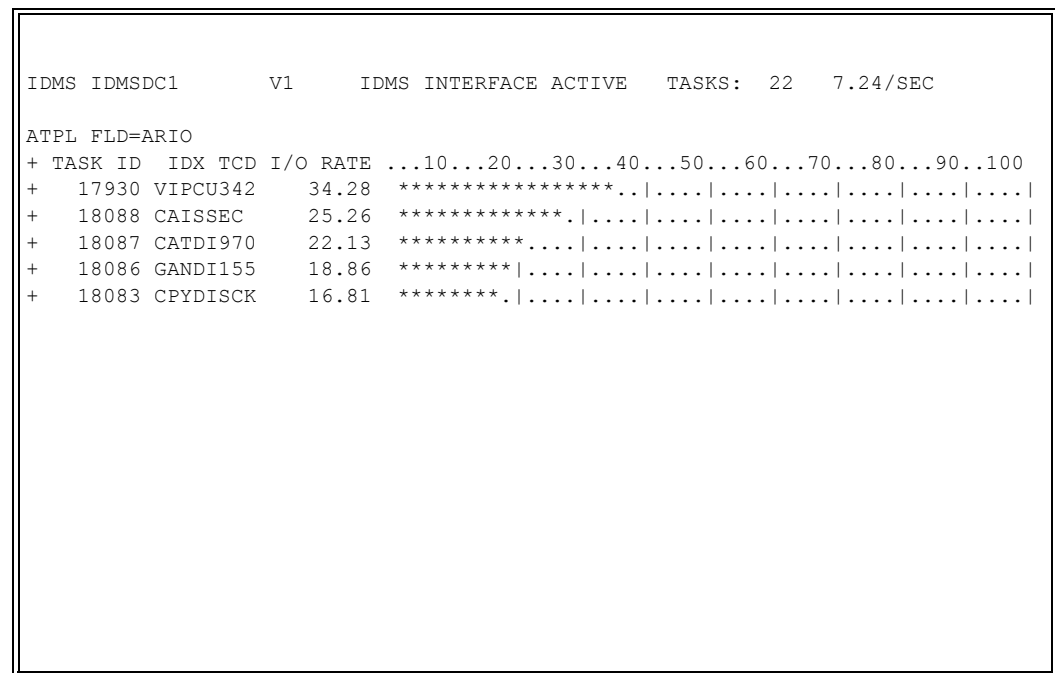 IDMS IDMSDC1       V1     IDMS INTERFACE ACTIVE   TASKS:  22   7.24/SEC
ATPL FLD=ARIO
+ TASK ID  IDX TCD I/O RATE ...10...20...30...40...50...60...70...80...90..100
+   17930 VIPCU342    34.28  *****************..|....|....|....|....|....|....|
+   18088 CAISSEC     25.26  *************.|....|....|....|....|....|....|....|
+   18087 CATDI970    22.13  **********....|....|....|....|....|....|....|....|
+   18086 GANDI155    18.86  *********|....|....|....|....|....|....|....|....|
+   18083 CPYDISCK    16.81  ********.|....|....|....|....|....|....|....|....|